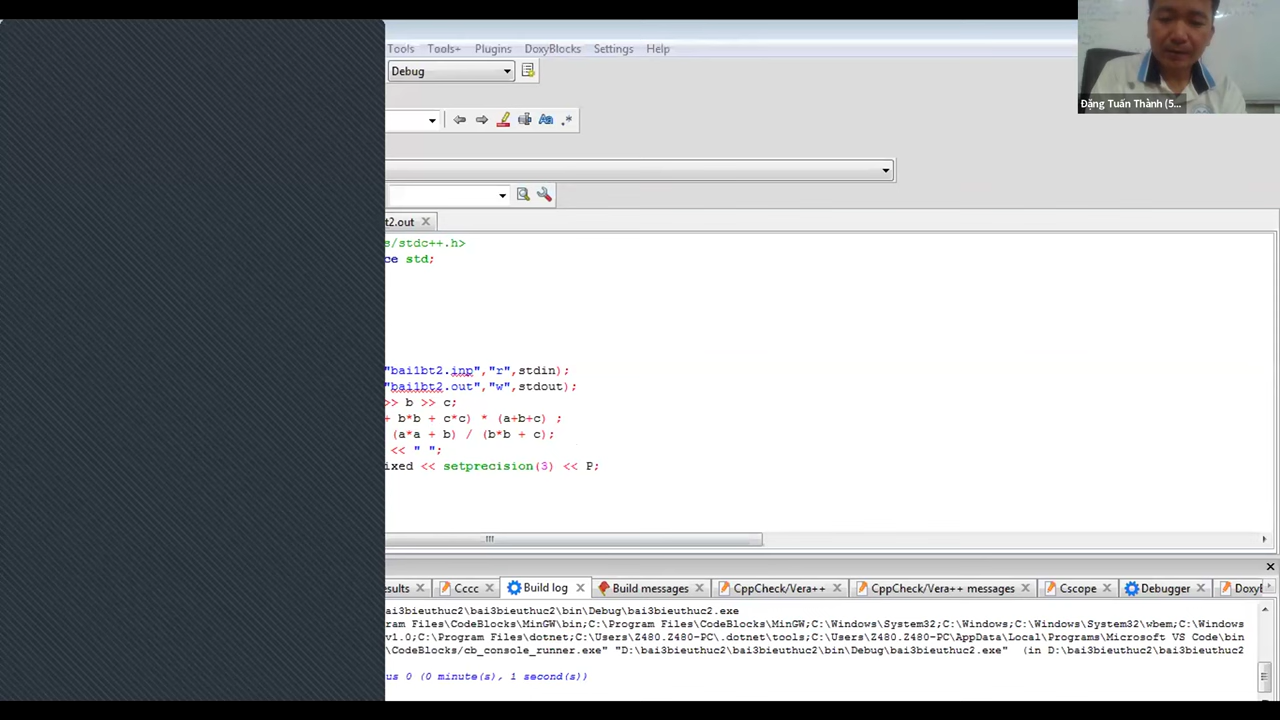 Tools Tools+ Plugins DoxyBlocks Settings Help
Debug
Đặng Tuấn Thành (5...
t2.out
s/stdc++.h>
ce std;
"bai1bt2.inp","r",stdin);
"bai1bt2.out","w",stdout);
>> b >> c;
+ b*b + c*c) * (a+b+c) ;
(a*a + b) / (b*b + c);
<< " ";
ixed << setprecision(3) << P;
esults Cccc Build log Build messages CppCheck/Vera++ CppCheck/Vera++ messages Cscope Debugger DoxyB
ai3bieuthuc2\bai3bieuthuc2\bin\Debug\bai3bieuthuc2.exe
ram Files\CodeBlocks\MinGW\bin;C:\Program Files\CodeBlocks\MinGW;C:\Windows\System32;C:\Windows;C:\Windows\System32\wbem;C:\Windows
v1.0;C:\Program Files\dotnet;C:\Users\Z480.Z480-PC\.dotnet\tools;C:\Users\Z480.Z480-PC\AppData\Local\Programs\Microsoft VS Code\bin
\CodeBlocks/cb_console_runner.exe" "D:\bai3bieuthuc2\bai3bieuthuc2\bin\Debug\bai3bieuthuc2.exe" (in D:\bai3bieuthuc2\bai3bieuthuc2
us 0 (0 minute(s), 1 second(s))